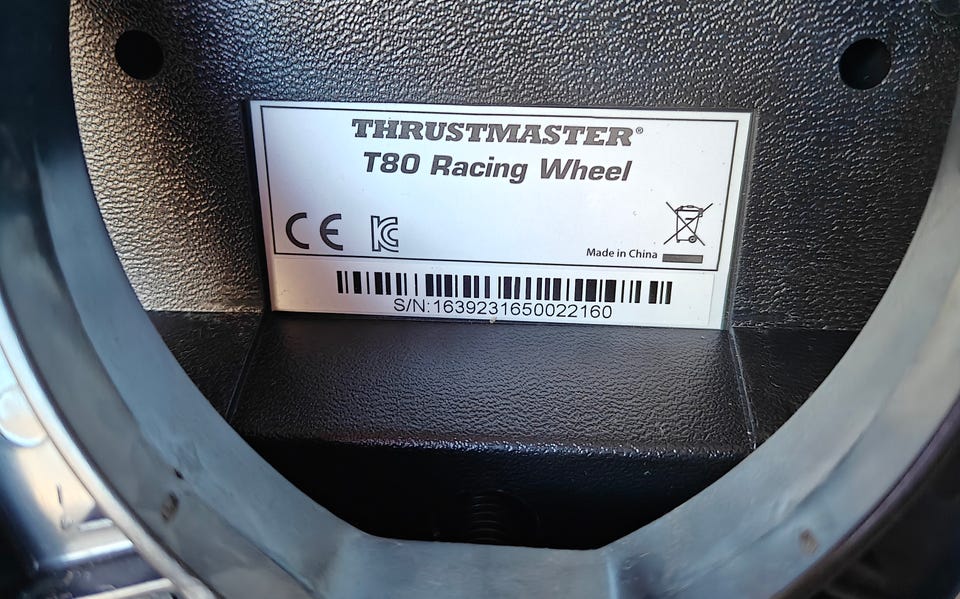 THRUSTMASTER®
T80 Racing Wheel
CE
Made in China
S/N:1639231650022160